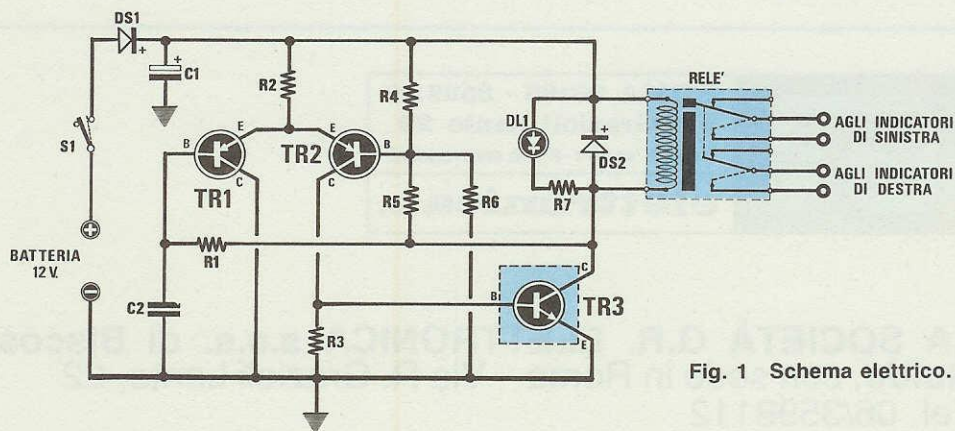 DS1
+
+
C1
R2
R4
RELE'
DL1
+
DS2
AGLI INDICATORI
DI SINISTRA
AGLI INDICATORI
DI DESTRA
S1
E
E
B
B
TR2
C
C
TR1
R5
R6
R7
BATTERIA
12 V.
R1
C2
R3
C
B
TR3
E
Fig. 1 Schema elettrico.